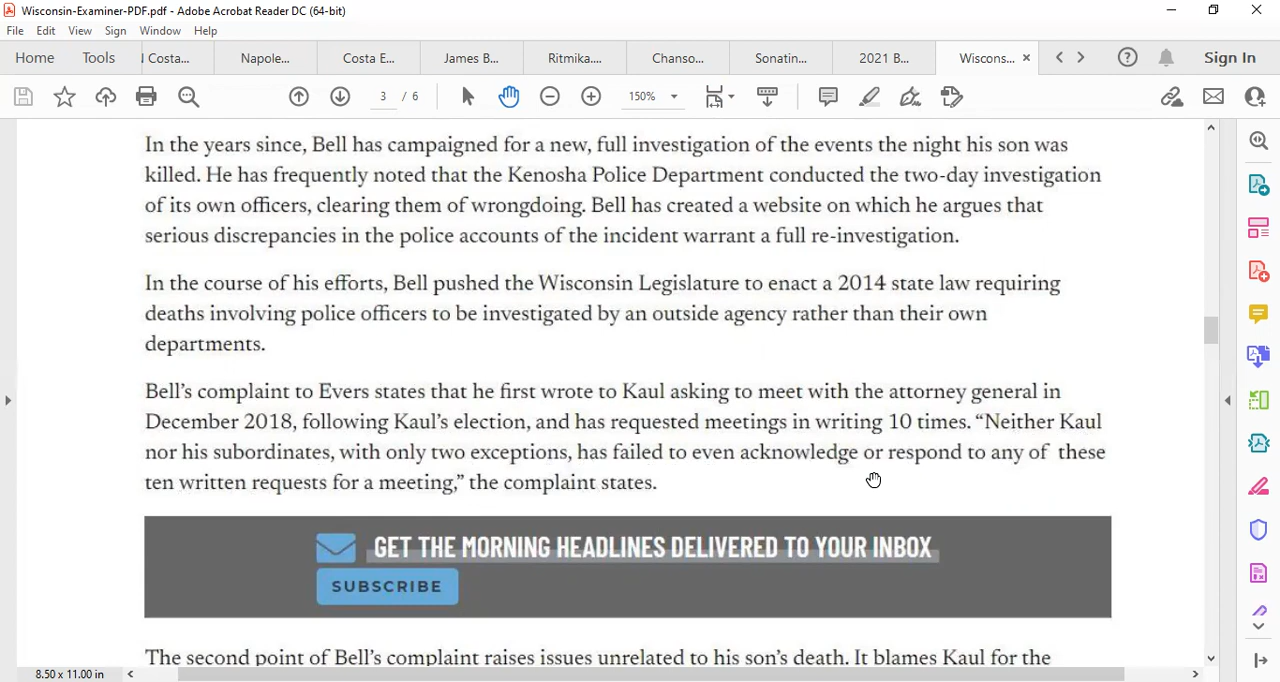 Wisconsin-Examiner-PDF.pdf - Adobe Acrobat Reader DC (64-bit)
File Edit View Sign Window Help
Home Tools l Costa... Napole... Costa E... James B... Ritmika.... Chanso... Sonatin... 2021 B... Wiscons... × Sign In
3 / 6 150%
In the years since, Bell has campaigned for a new, full investigation of the events the night his son was
killed. He has frequently noted that the Kenosha Police Department conducted the two-day investigation
of its own officers, clearing them of wrongdoing. Bell has created a website on which he argues that
serious discrepancies in the police accounts of the incident warrant a full re-investigation.
In the course of his efforts, Bell pushed the Wisconsin Legislature to enact a 2014 state law requiring
deaths involving police officers to be investigated by an outside agency rather than their own
departments.
Bell’s complaint to Evers states that he first wrote to Kaul asking to meet with the attorney general in
December 2018, following Kaul’s election, and has requested meetings in writing 10 times. “Neither Kaul
nor his subordinates, with only two exceptions, has failed to even acknowledge or respond to any of these
ten written requests for a meeting,” the complaint states.
GET THE MORNING HEADLINES DELIVERED TO YOUR INBOX
SUBSCRIBE
The second point of Bell’s complaint raises issues unrelated to his son’s death. It blames Kaul for the
8.50 x 11.00 in